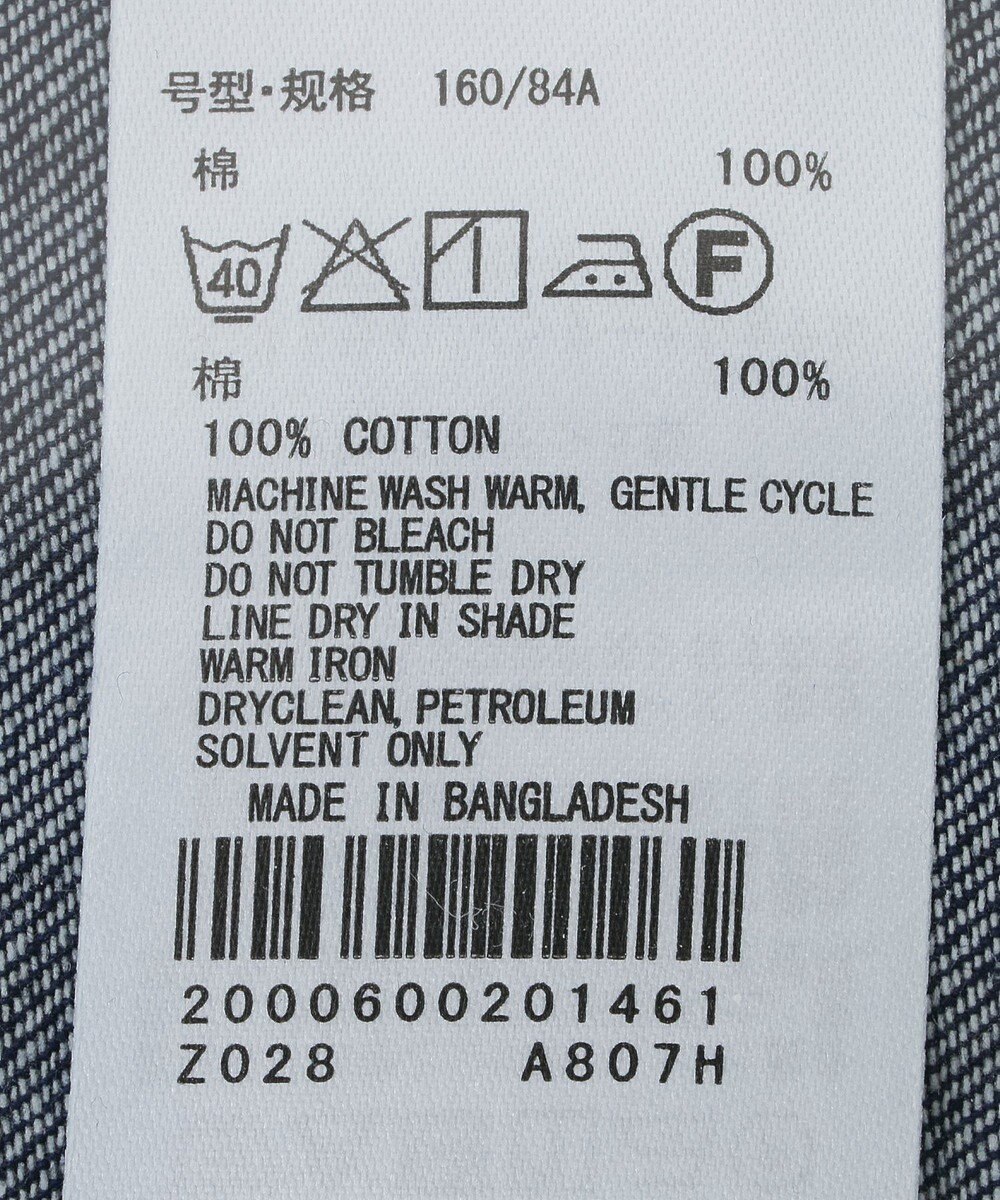 号型·规格 160/84A
棉 100%
40 F
棉 100%
100% COTTON
MACHINE WASH WARM, GENTLE CYCLE
DO NOT BLEACH
DO NOT TUMBLE DRY
LINE DRY IN SHADE
WARM IRON
DRYCLEAN, PETROLEUM
SOLVENT ONLY
MADE IN BANGLADESH
2000600201461
Z028 A807H